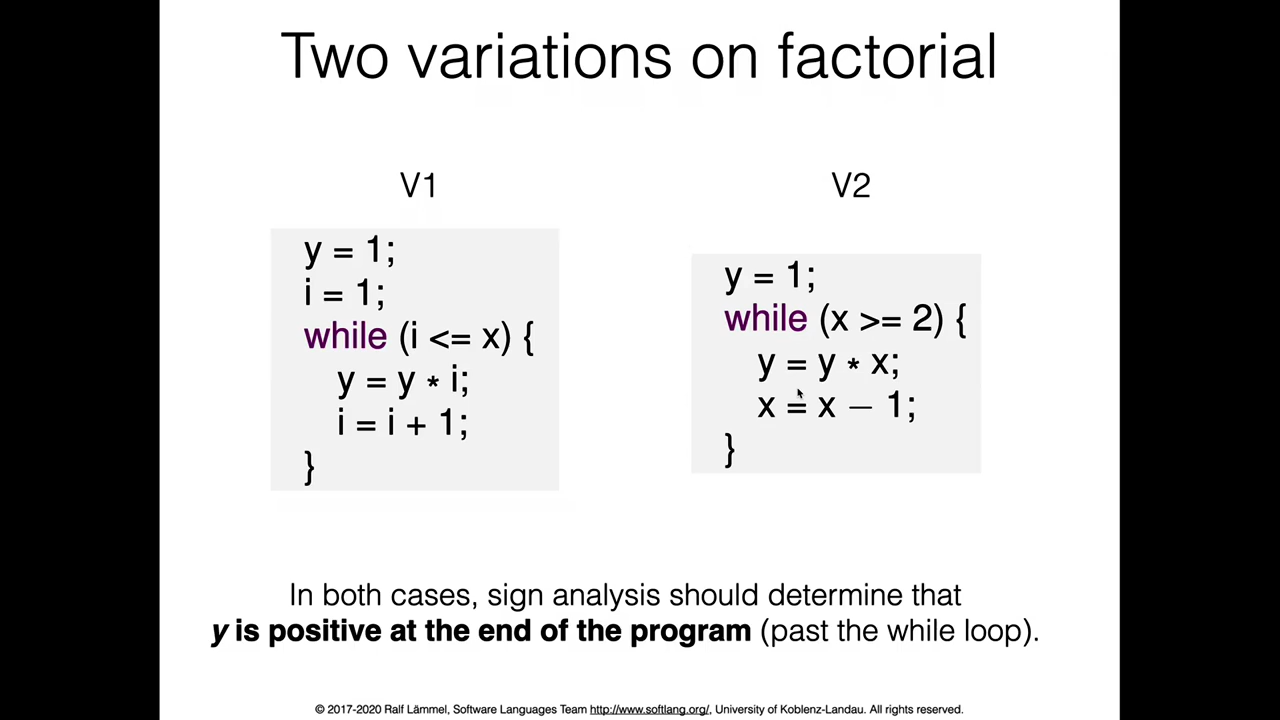 Two variations on factorial
V1
y = 1;
i = 1;
while (i <= x) {
y = y * i;
i = i + 1;
}
V2
y = 1;
while (x >= 2) {
y = y * x;
x = x − 1;
}
In both cases, sign analysis should determine that
y is positive at the end of the program (past the while loop).
© 2017-2020 Ralf Lämmel, Software Languages Team http://www.softlang.org/, University of Koblenz-Landau. All rights reserved.